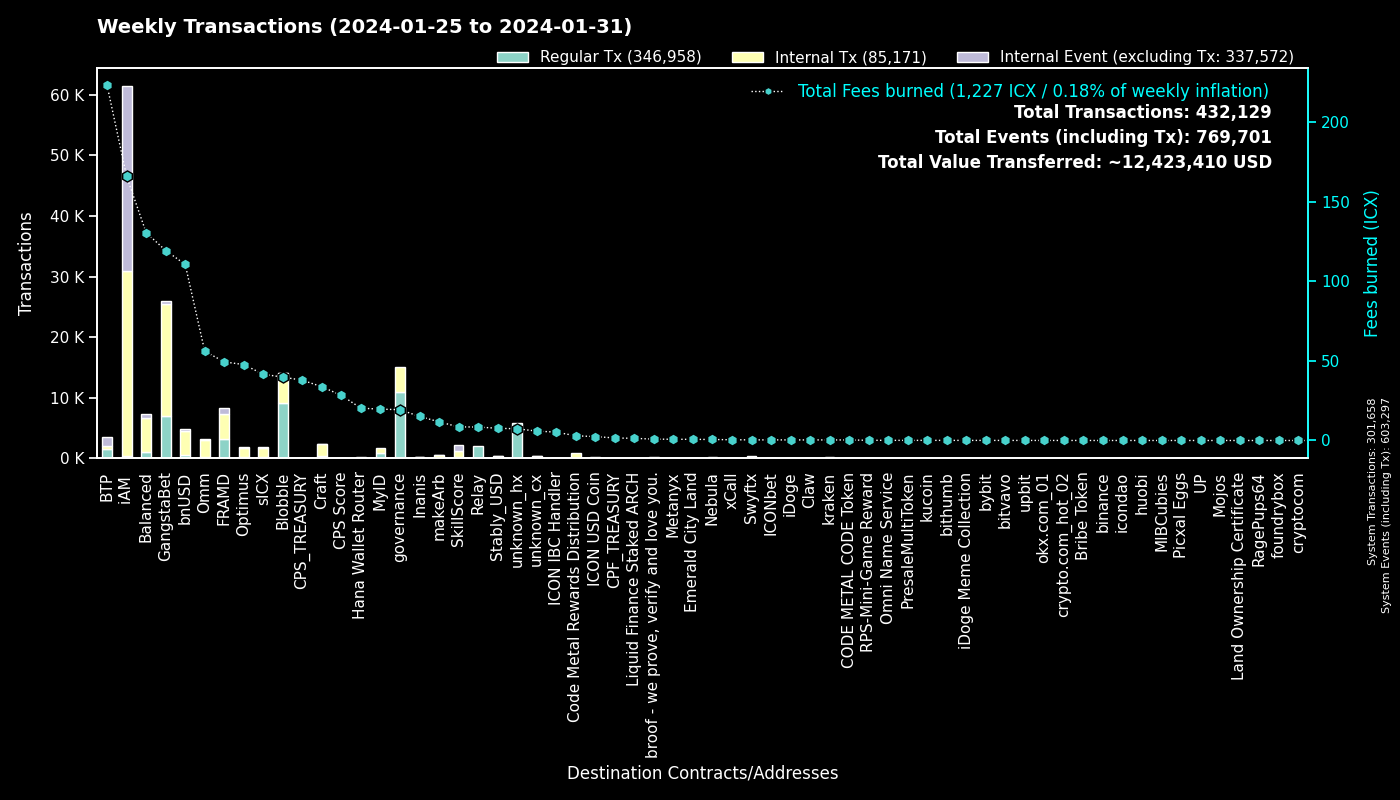 Weekly Transactions (2024-01-25 to 2024-01-31)
Regular Tx (346,958)
Internal Tx (85,171)
Internal Event (excluding Tx: 337,572)
Total Fees burned (1,227 ICX / 0.18% of weekly inflation)
Total Transactions: 432,129
Total Events (including Tx): 769,701
Total Value Transferred: ~12,423,410 USD
Transactions
60 K
50 K
40 K
30 K
20 K
10 K
0 K
200
150
100
50
0
Fees burned (ICX)
System Transactions: 301,658
System Events (including Tx): 603,297
BTP
iAM
Balanced
GangstaBet
bnUSD
Omm
FRAMD
Optimus
sICX
Blobble
CPS_TREASURY
Craft
CPS Score
Hana Wallet Router
MyID
governance
Inanis
makeArb
SkillScore
Relay
Stably_USD
unknown_hx
unknown_cx
ICON IBC Handler
Code Metal Rewards Distribution
ICON USD Coin
CPF_TREASURY
Liquid Finance Staked ARCH
broof - we prove, verify and love you.
Metanyx
Emerald City Land
Nebula
xCall
Swyftx
ICONbet
iDoge
Claw
kraken
CODE METAL CODE Token
RPS-Mini-Game Reward
Omni Name Service
PresaleMultiToken
kucoin
bithumb
iDoge Meme Collection
bybit
bitvavo
upbit
okx.com_01
crypto.com_hot_02
Bribe Token
binance
icondao
huobi
MIBCubies
Picxal Eggs
UP
Mojos
Land Ownership Certificate
RagePups64
foundrybox
cryptocom
Destination Contracts/Addresses